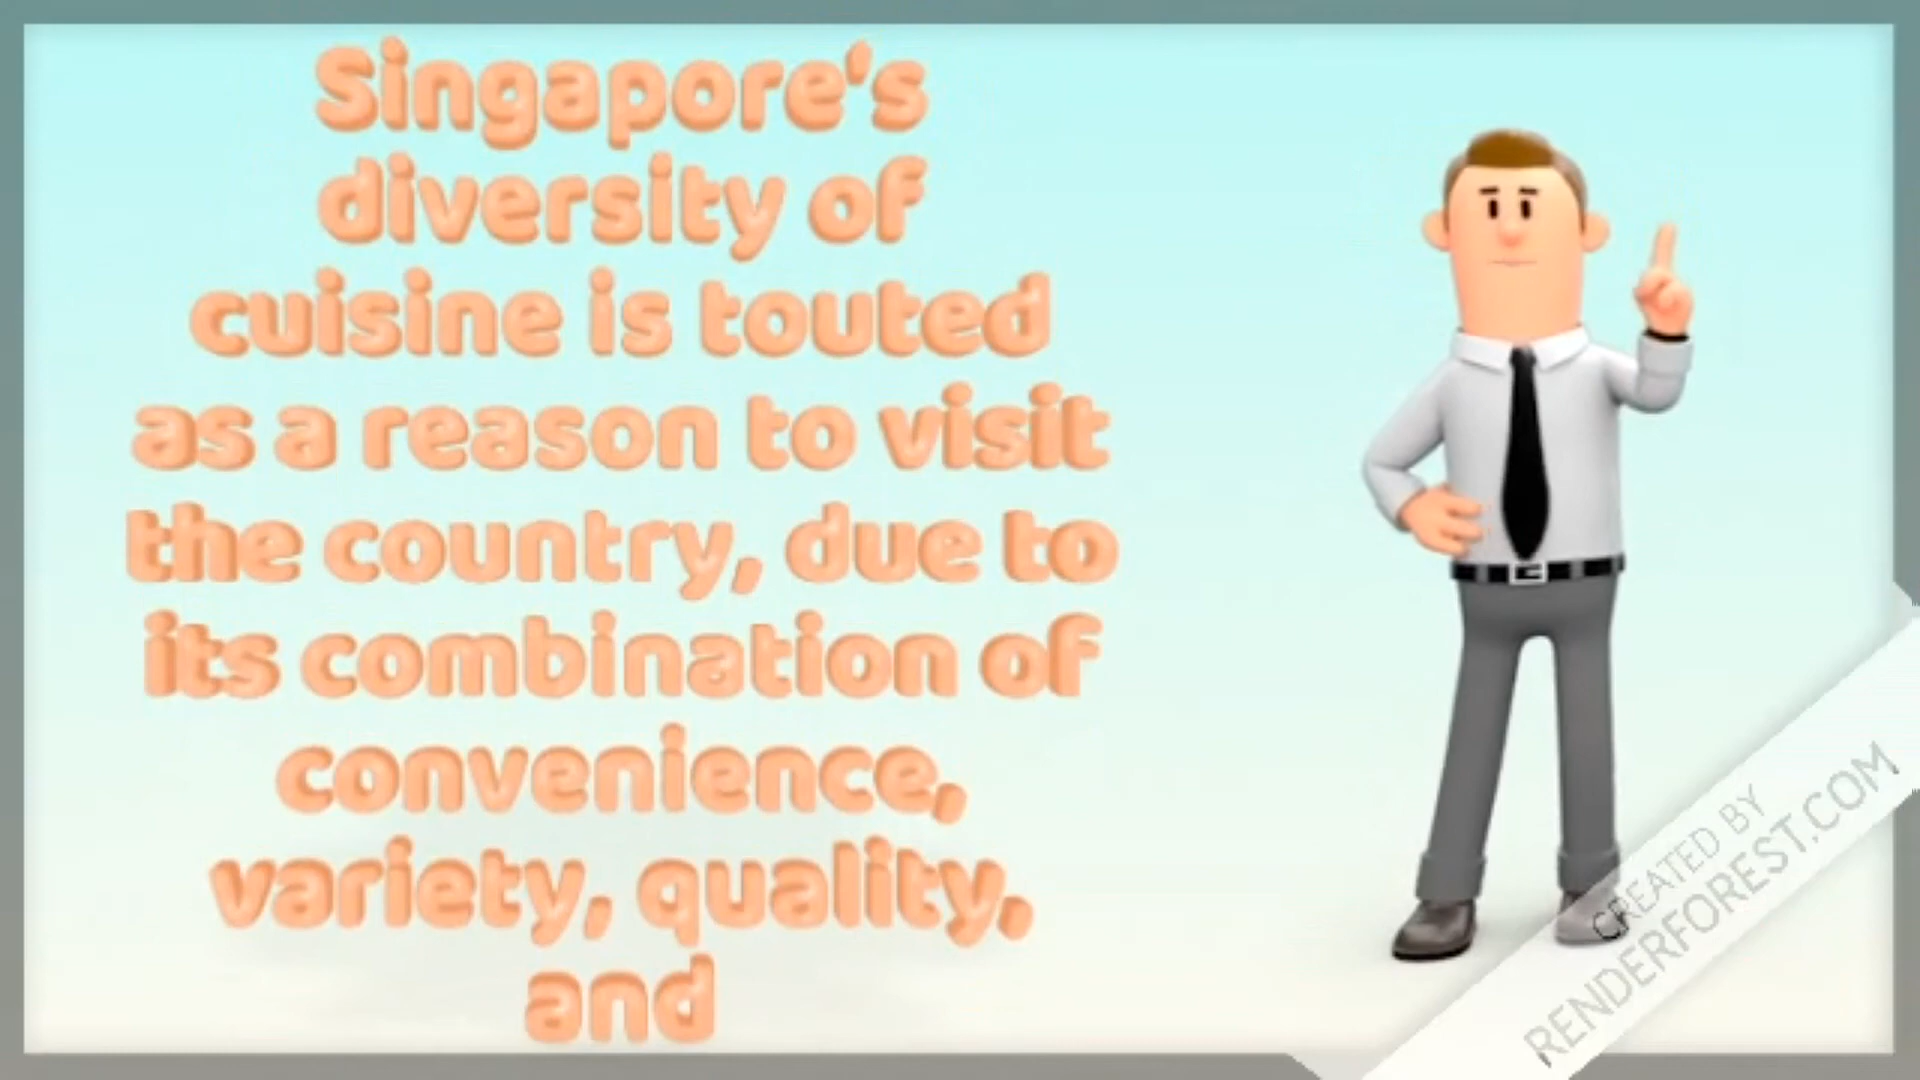 Singapore's
diversity of
cuisine is touted
as a reason to visit
the country, due to
its combination of
convenience,
variety, quality,
and
CREATED BY
RENDERFOREST.COM